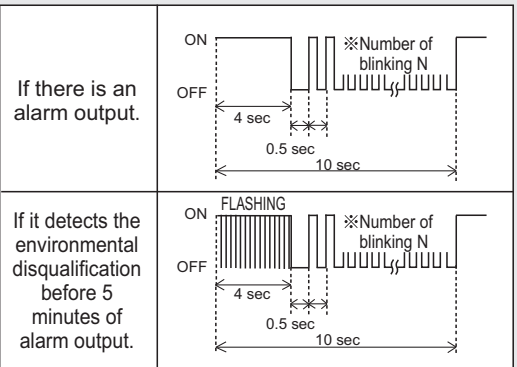 If there is an
alarm output.
ON
OFF
※Number of
blinking N
4 sec
0.5 sec
10 sec
If it detects the
environmental
disqualification
before 5
minutes of
alarm output.
FLASHING
ON
OFF
※Number of
blinking N
4 sec
0.5 sec
10 sec